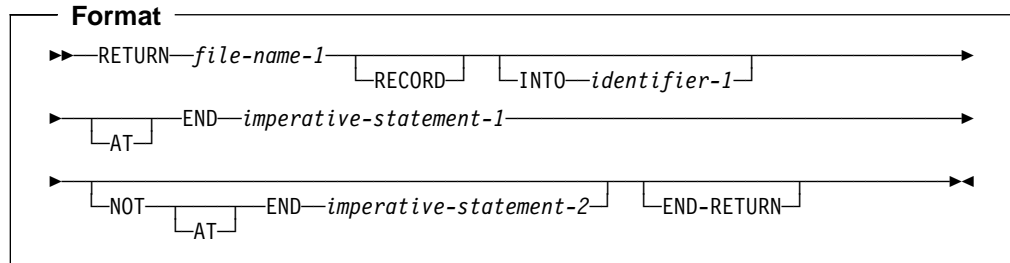 Format
RETURN file-name-1 RECORD INTO identifier-1
AT END imperative-statement-1
NOT AT END imperative-statement-2 END-RETURN